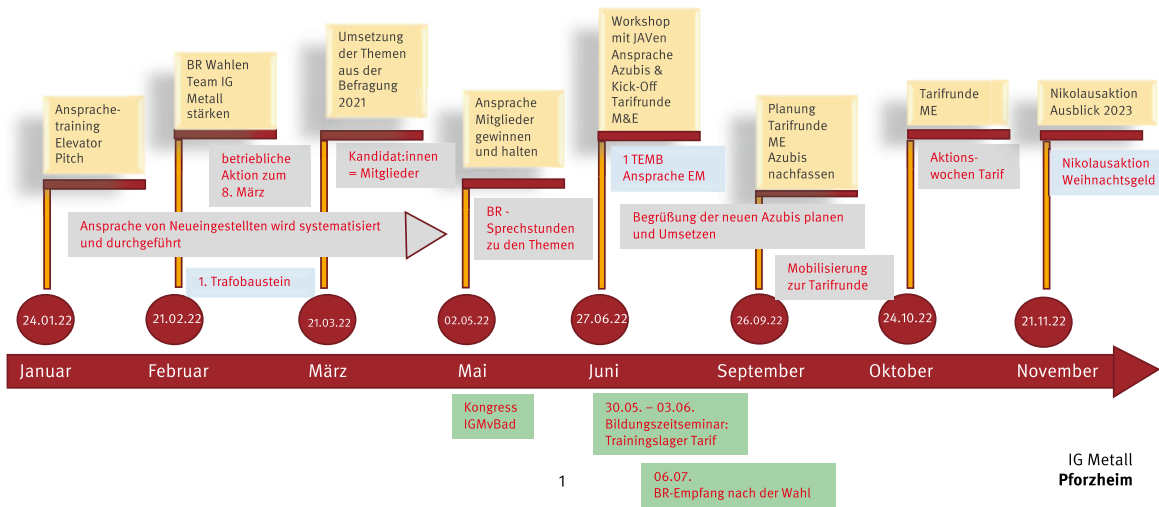 Ansprache-
training
Elevator
Pitch
BR Wahlen
Team IG
Metall
stärken
Umsetzung
der Themen
aus der
Befragung
2021
Ansprache
Mitglieder
gewinnen
und halten
Workshop
mit JAVen
Ansprache
Azubis &
Kick-Off
Tarifrunde
M&E
Planung
Tarifrunde
ME
Azubis
nachfassen
Tarifrunde
ME
Nikolausaktion
Ausblick 2023
betriebliche
Aktion zum
8. März
Kandidat:innen
= Mitglieder
1 TEMB
Ansprache EM
Aktions-
wochen Tarif
Nikolausaktion
Weihnachtsgeld
Ansprache von Neueingestellten wird systematisiert
und durchgeführt
BR -
Sprechstunden
zu den Themen
Begrüßung der neuen Azubis planen
und Umsetzen
1. Trafobaustein
Mobilisierung
zur Tarifrunde
24.01.22
21.02.22
21.03.22
02.05.22
27.06.22
26.09.22
24.10.22
21.11.22
Januar
Februar
März
Mai
Juni
September
Oktober
November
Kongress
IGMvBad
30.05. – 03.06.
Bildungszeitseminar:
Trainingslager Tarif
06.07.
BR-Empfang nach der Wahl
1
IG Metall
Pforzheim